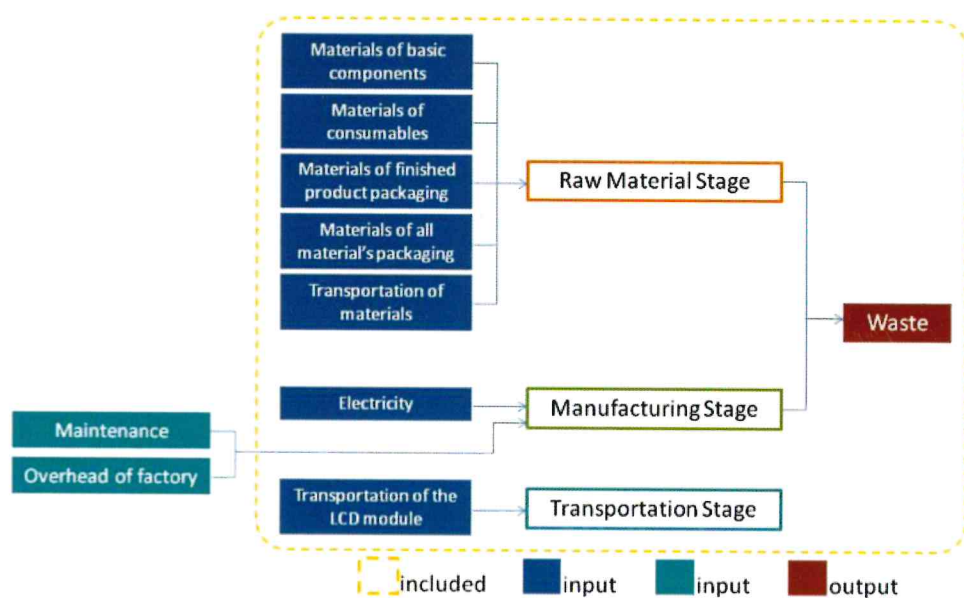 Materials of basic
components
Materials of
consumables
Materials of finished
product packaging
Raw Material Stage
Materials of all
material's packaging
Transportation of
materials
Waste
Electricity
Manufacturing Stage
Maintenance
Overhead of factory
Transportation of the
LCD module
Transportation Stage
included
input
input
output